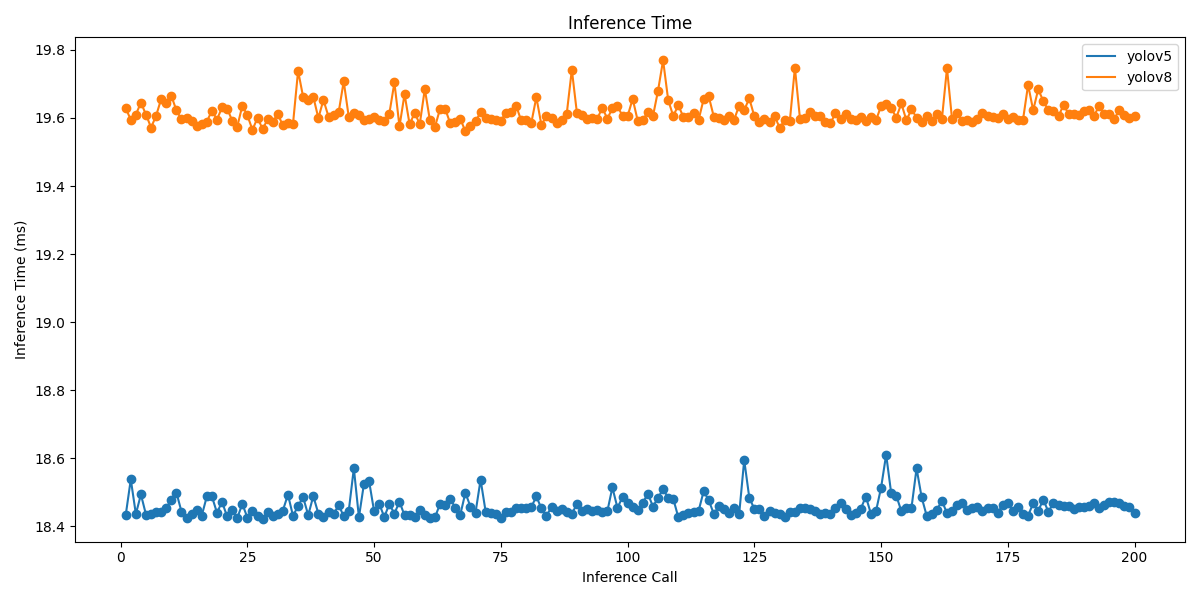 Inference Time
yolov5
yolov8
Inference Time (ms)
19.8
19.6
19.4
19.2
19.0
18.8
18.6
18.4
0 25 50 75 100 125 150 175 200
Inference Call